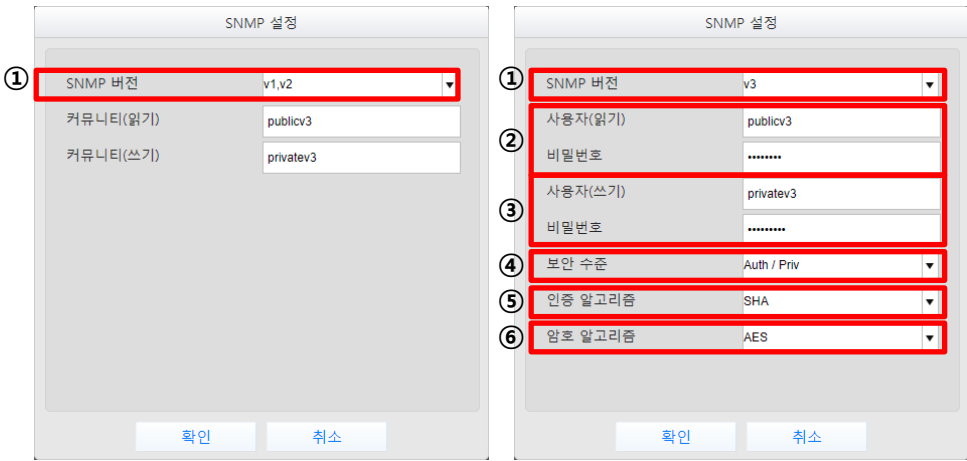 SNMP 설정
① SNMP 버전 v1,v2
커뮤니티(읽기) publicv3
커뮤니티(쓰기) privatev3
확인 취소
SNMP 설정
① SNMP 버전 v3
② 사용자(읽기) publicv3
비밀번호 ••••••••
③ 사용자(쓰기) privatev3
비밀번호 •••••••••
④ 보안 수준 Auth / Priv
⑤ 인증 알고리즘 SHA
⑥ 암호 알고리즘 AES
확인 취소